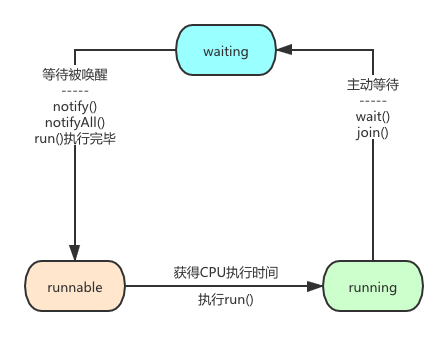 waiting
等待被唤醒
-----
notify()
notifyAll()
run()执行完毕
主动等待
-----
wait()
join()
runnable
获得CPU执行时间
执行run()
running